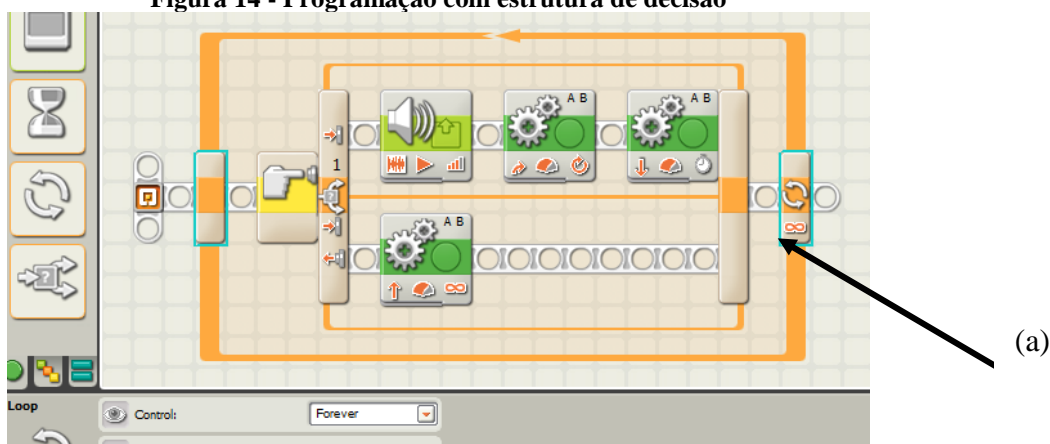 Figura 14 - Programação com estrutura de decisão
A B
A B
1
A B
(a)
Loop
Control:
Forever